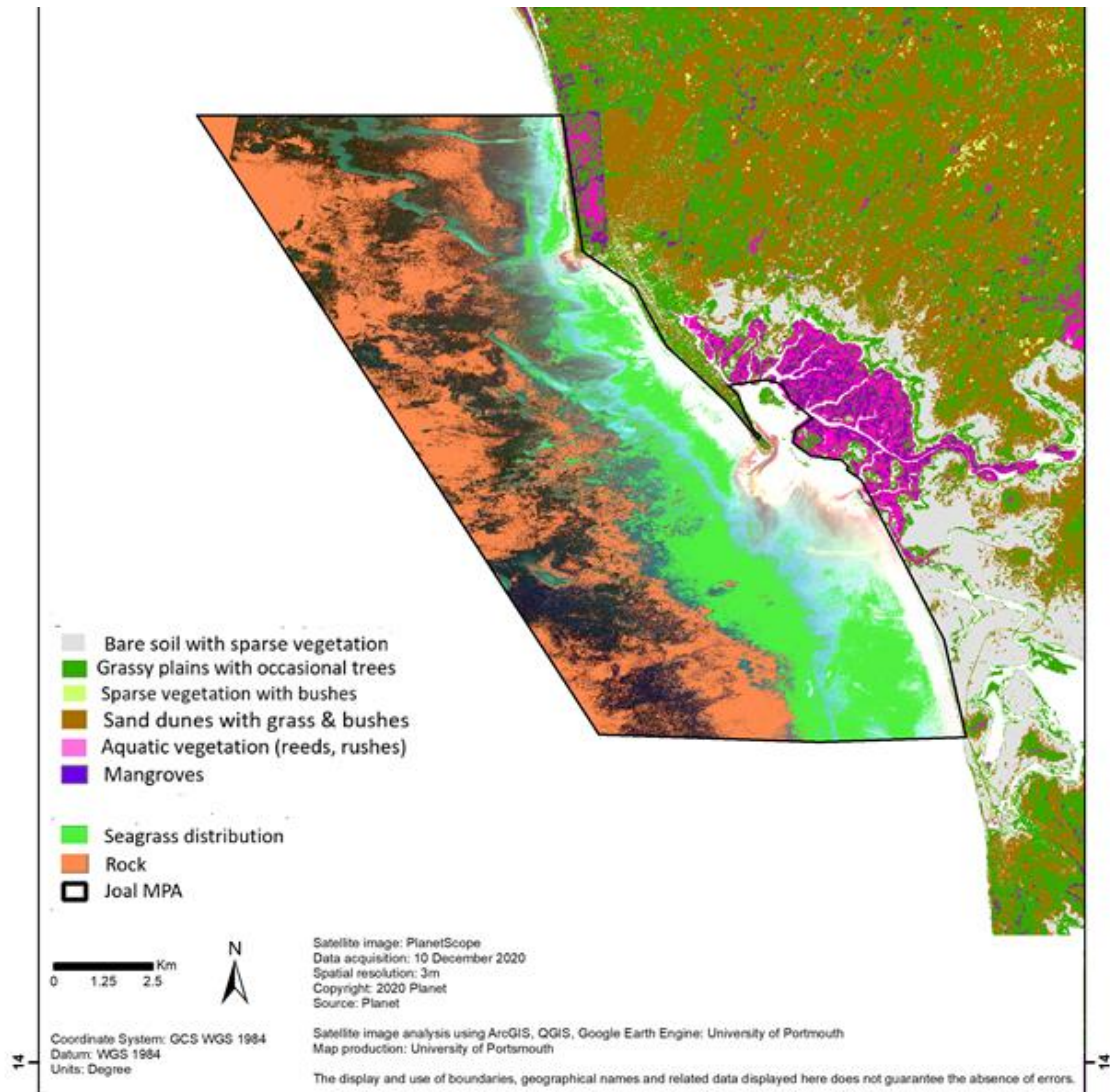 Bare soil with sparse vegetation
Grassy plains with occasional trees
Sparse vegetation with bushes
Sand dunes with grass & bushes
Aquatic vegetation (reeds, rushes)
Mangroves
Seagrass distribution
Rock
Joal MPA
Km
0 1.25 2.5
N
Satellite image: PlanetScope
Data acquisition: 10 December 2020
Spatial resolution: 3m
Copyright: 2020 Planet
Source: Planet
Coordinate System: GCS WGS 1984
Datum: WGS 1984
Units: Degree
Satellite image analysis using ArcGIS, QGIS, Google Earth Engine: University of Portmouth
Map production: University of Portsmouth
The display and use of boundaries, geographical names and related data displayed here does not guarantee the absence of errors.
14
14